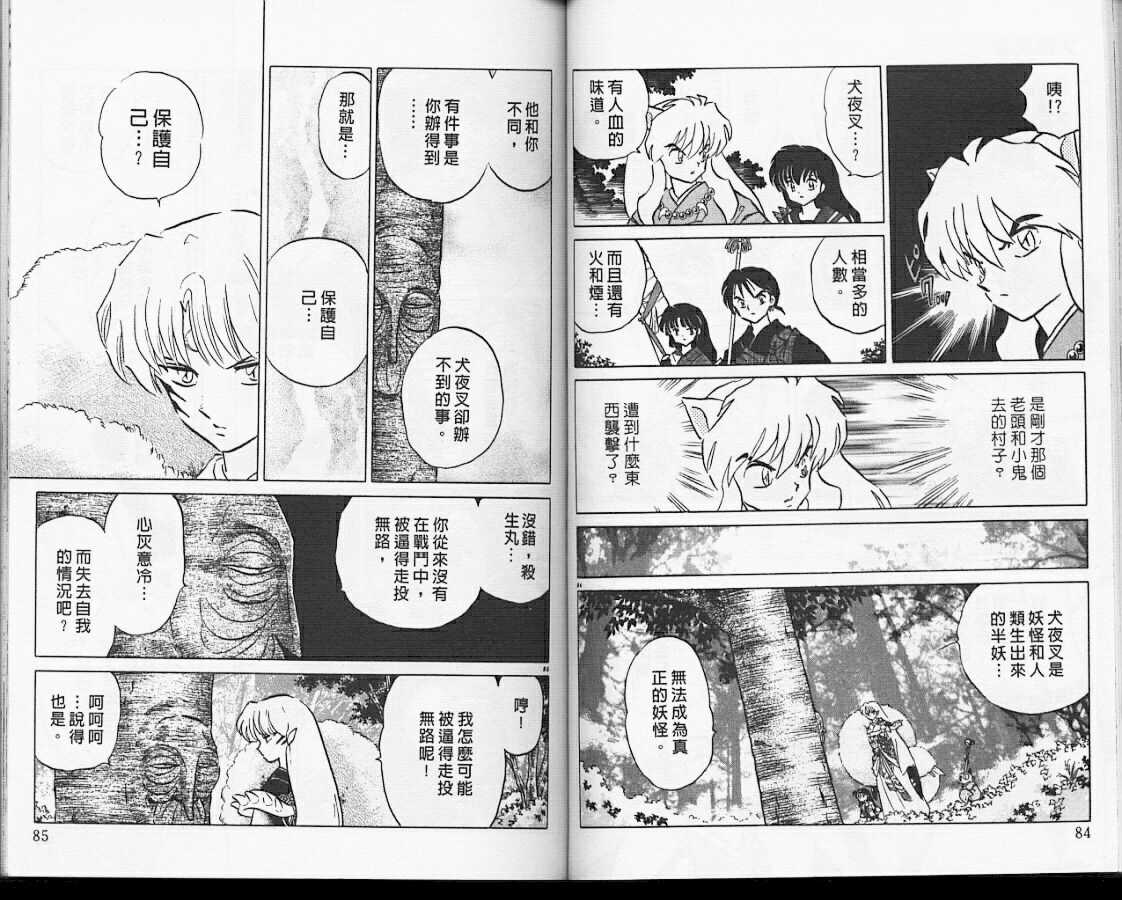 咦!?
犬夜叉…?
有人血的
味道。
ピクッ
相當多的
人數。
而且還有
火和煙…
是剛才那個
老頭和小鬼
去的村子?
遭到什麼東
西襲擊了?
犬夜叉是
妖怪和人
類生出來
的半妖…
無法成為真
正的妖怪。
84
他和你
不同，
有件事是
你辦得到
……
犬夜叉卻辦
不到的事。
那就是…
保護自
己…
保護自
己…?
沒錯，殺
生丸…
你從來沒有
在戰鬥中，
被逼得走投
無路，
心灰意冷…
而失去自我
的情況吧?
哼!
我怎麼可能
被逼得走投
無路呢!
呵呵呵
…說得
也是。
85